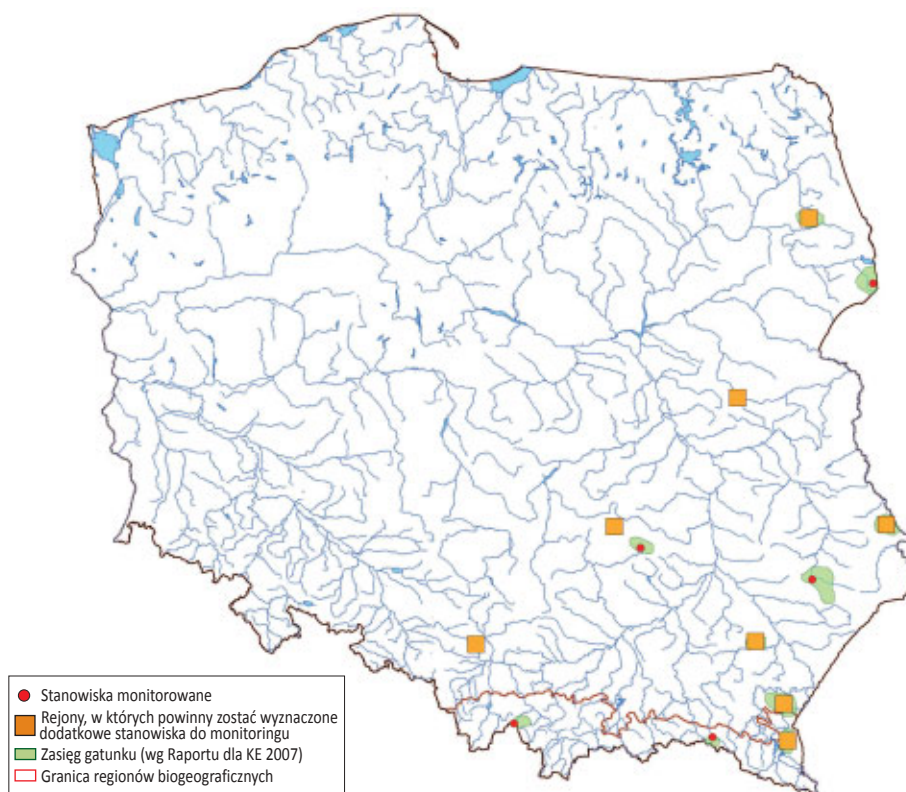 Stanowiska monitorowane
Rejony, w których powinny zostać wyznaczone
dodatkowe stanowiska do monitoringu
Zasięg gatunku (wg Raportu dla KE 2007)
Granica regionów biogeograficznych